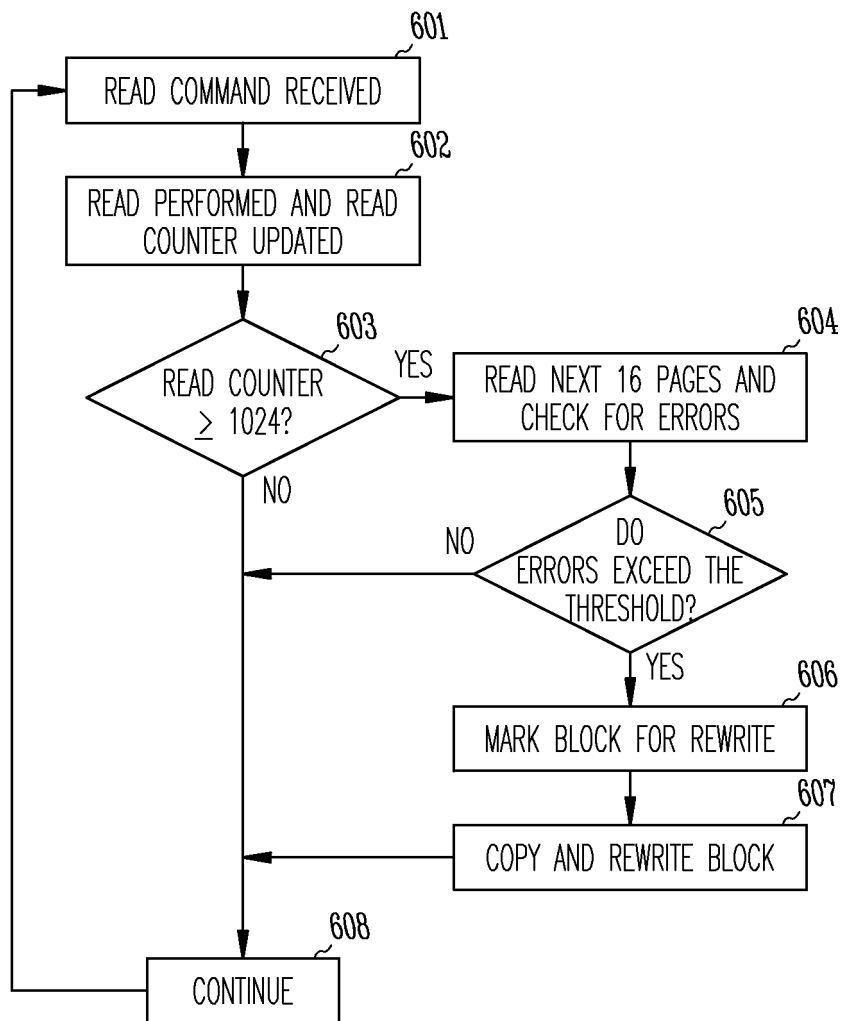 601
READ COMMAND RECEIVED
602
READ PERFORMED AND READ
COUNTER UPDATED
603
READ COUNTER
≥ 1024?
YES
NO
604
READ NEXT 16 PAGES AND
CHECK FOR ERRORS
605
DO
ERRORS EXCEED THE
THRESHOLD?
NO
YES
606
MARK BLOCK FOR REWRITE
607
COPY AND REWRITE BLOCK
608
CONTINUE